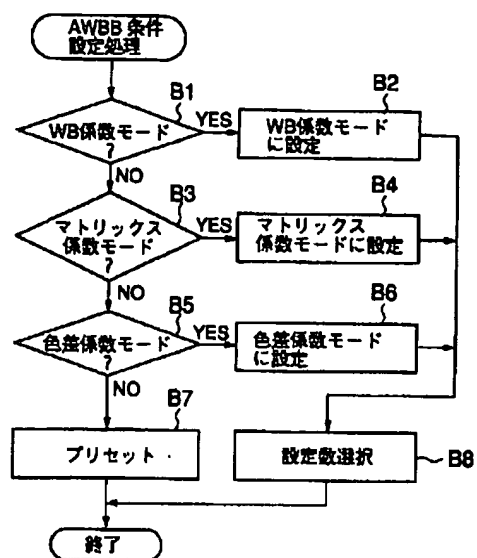 AWBB 条件
設定処理
B1
B2
WB係数モード
?
YES
WB係数モード
に設定
NO
B3
B4
マトリックス
係数モード
?
YES
マトリックス
係数モードに設定
NO
B5
B6
色差係数モード
?
YES
色差係数モード
に設定
NO
B7
プリセット
設定数選択
B8
終了